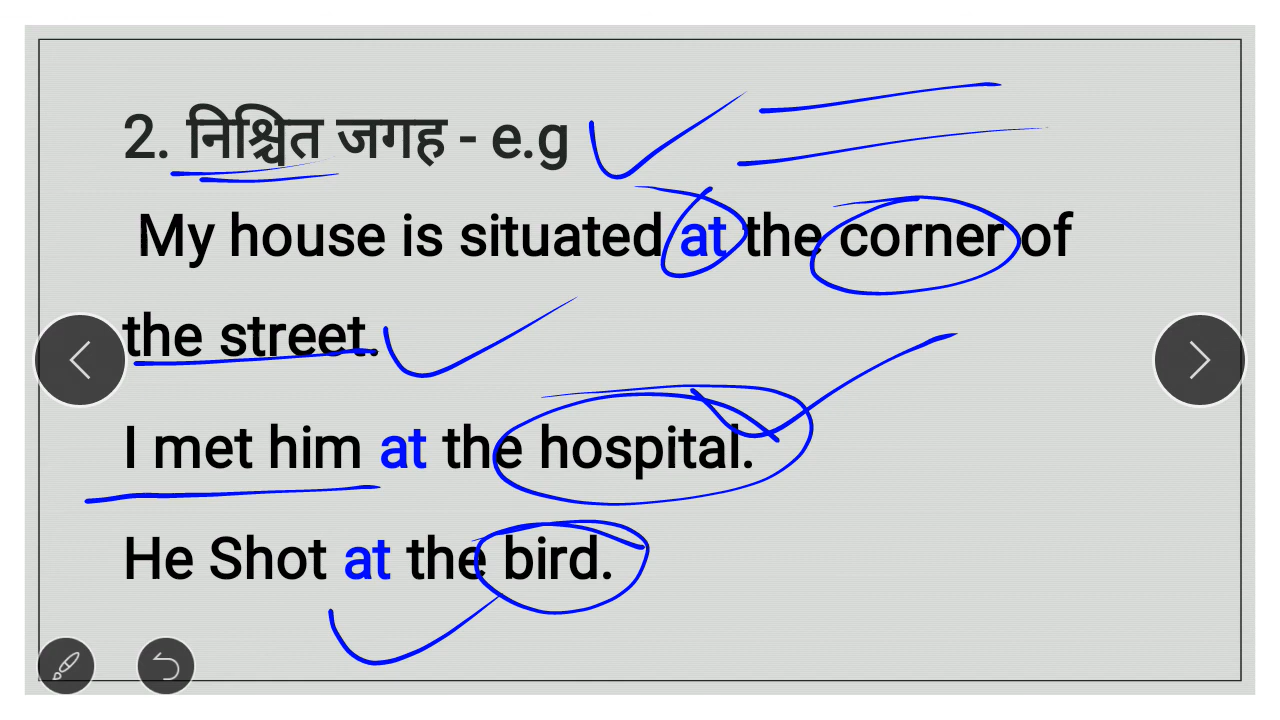 2. निश्चित जगह - e.g
My house is situated at the corner of
the street.
I met him at the hospital.
He Shot at the bird.